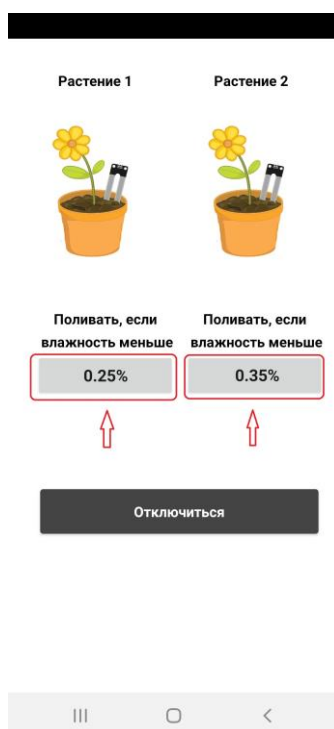 Растение 1
Растение 2
Поливать, если
влажность меньше
0.25%
Поливать, если
влажность меньше
0.35%
Отключиться